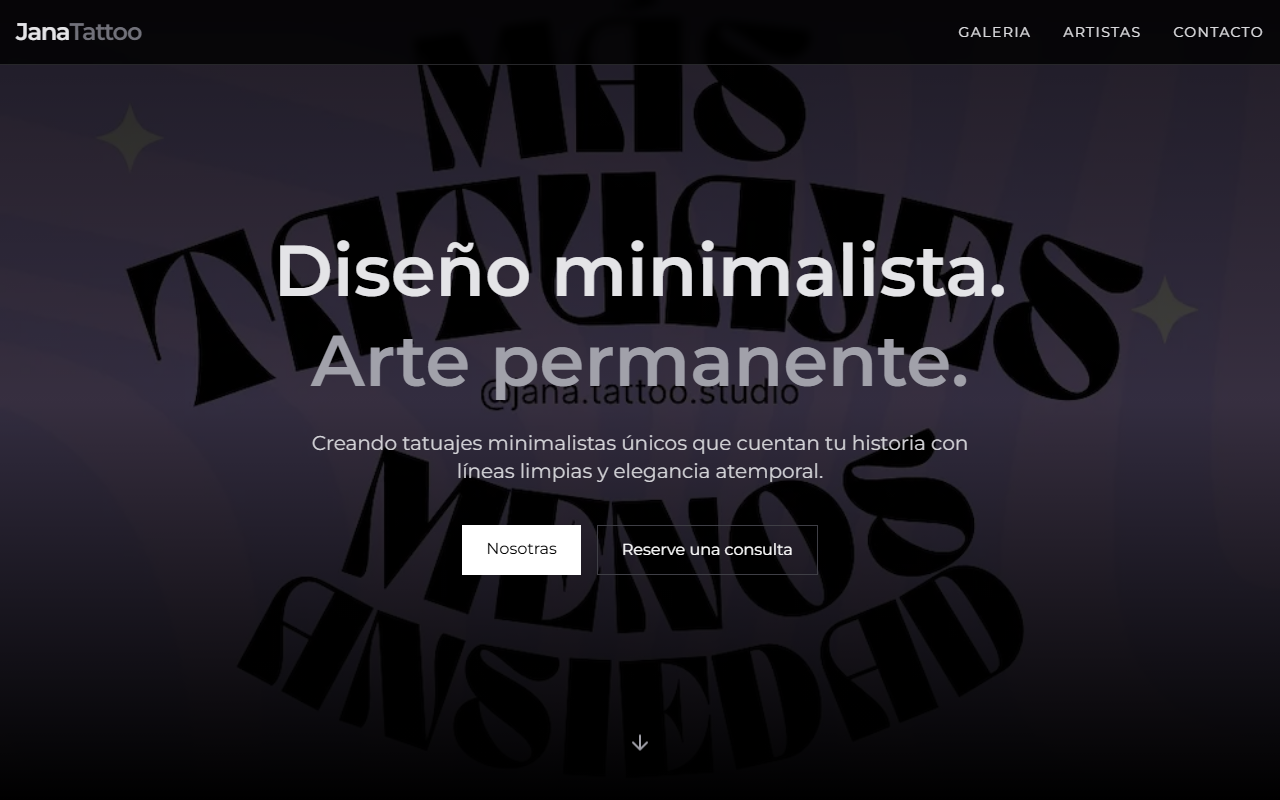 JanaTattoo
GALERIA ARTISTAS CONTACTO
MÁS
TATUAJES
Diseño minimalista.
Arte permanente.
@jana.tattoo.studio
Creando tatuajes minimalistas únicos que cuentan tu historia con
líneas limpias y elegancia atemporal.
MENOS
Nosotras Reserve una consulta
ANSIEDAD